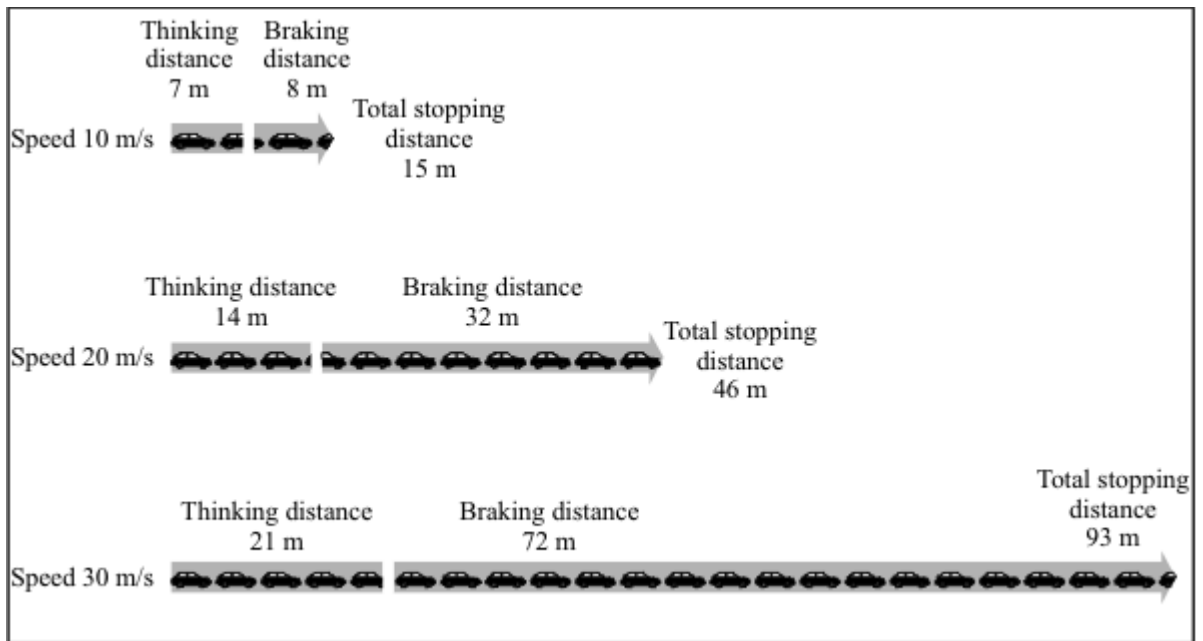 Thinking
distance
7 m
Braking
distance
8 m
Total stopping
distance
15 m
Speed 10 m/s
Thinking distance
14 m
Braking distance
32 m
Total stopping
distance
46 m
Speed 20 m/s
Thinking distance
21 m
Braking distance
72 m
Total stopping
distance
93 m
Speed 30 m/s